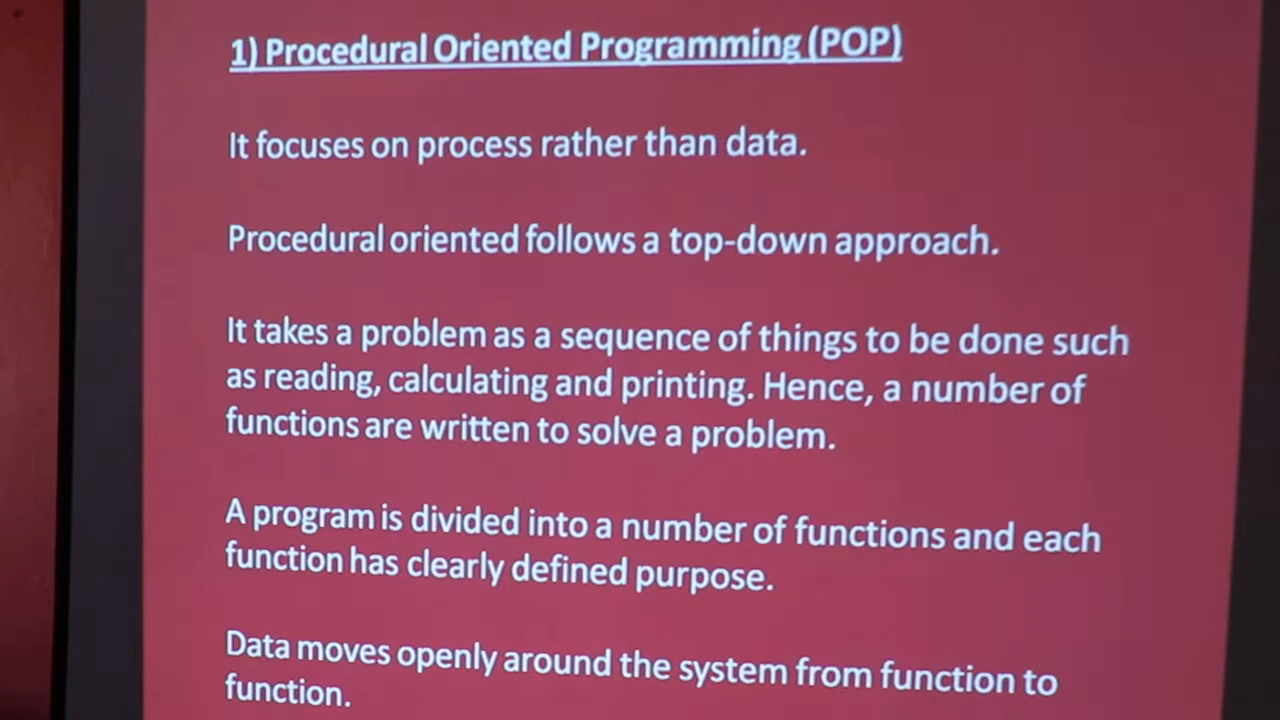 1) Procedural Oriented Programming (POP)
It focuses on process rather than data.
Procedural oriented follows a top-down approach.
It takes a problem as a sequence of things to be done such
as reading, calculating and printing. Hence, a number of
functions are written to solve a problem.
A program is divided into a number of functions and each
function has clearly defined purpose.
Data moves openly around the system from function to
function.